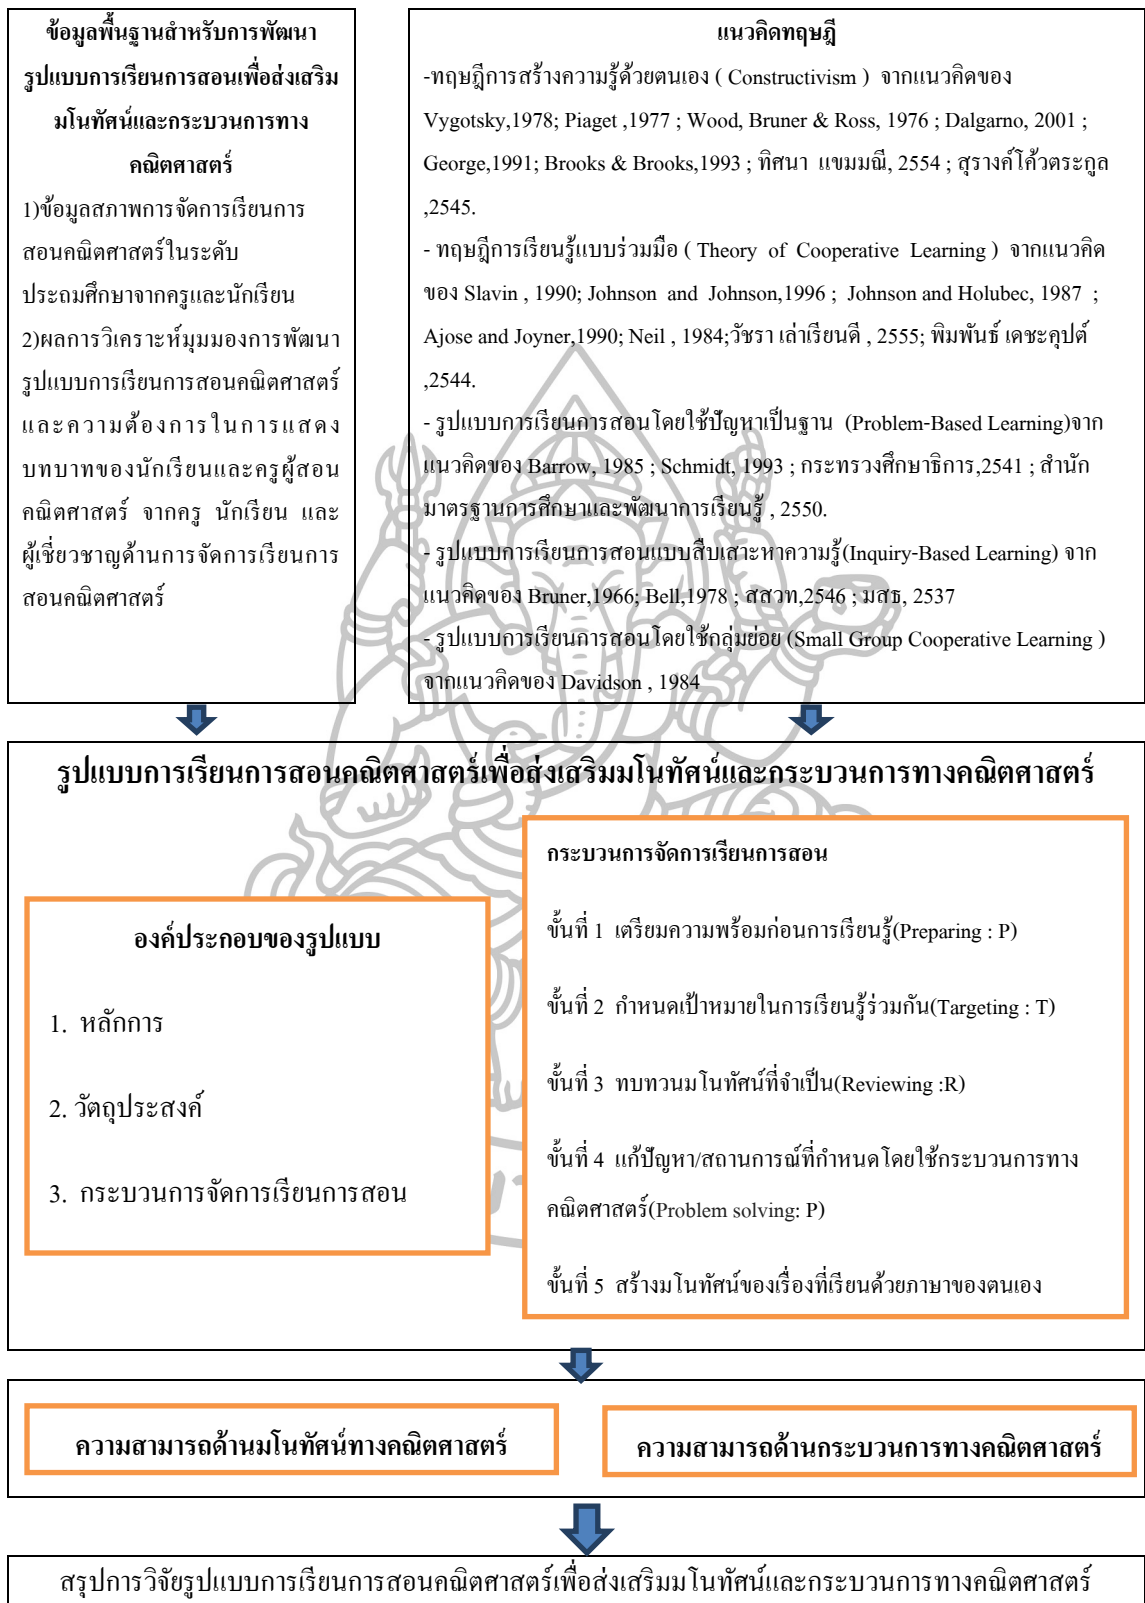 ข้อมูลพื้นฐานสำหรับการพัฒนา
รูปแบบการเรียนการสอนเพื่อส่งเสริม
มโนทัศน์และกระบวนการทาง
คณิตศาสตร์
1)ข้อมูลสภาพการจัดการเรียนการ
สอนคณิตศาสตร์ในระดับ
ประถมศึกษาจากครูและนักเรียน
2)ผลการวิเคราะห์มุมมองการพัฒนา
รูปแบบการเรียนการสอนคณิตศาสตร์
และความต้องการในการแสดง
บทบาทของนักเรียนและครูผู้สอน
คณิตศาสตร์ จากครู นักเรียน และ
ผู้เชี่ยวชาญด้านการจัดการเรียนการ
สอนคณิตศาสตร์
แนวคิดทฤษฎี
-ทฤษฎีการสร้างความรู้ด้วยตนเอง ( Constructivism ) จากแนวคิดของ
Vygotsky,1978; Piaget ,1977 ; Wood, Bruner & Ross, 1976 ; Dalgarno, 2001 ;
George,1991; Brooks & Brooks,1993 ; ทิศนา แขมมณี, 2554 ; สุรางค์โค้วตระกูล
,2545.
- ทฤษฎีการเรียนรู้แบบร่วมมือ ( Theory of Cooperative Learning ) จากแนวคิด
ของ Slavin , 1990; Johnson and Johnson,1996 ; Johnson and Holubec, 1987 ;
Ajose and Joyner,1990; Neil , 1984;วัชรา เล่าเรียนดี , 2555; พิมพันธ์ เดชะคุปต์
,2544.
- รูปแบบการเรียนการสอนโดยใช้ปัญหาเป็นฐาน (Problem-Based Learning)จาก
แนวคิดของ Barrow, 1985 ; Schmidt, 1993 ; กระทรวงศึกษาธิการ,2541 ; สำนัก
มาตรฐานการศึกษาและพัฒนาการเรียนรู้ , 2550.
- รูปแบบการเรียนการสอนแบบสืบเสาะหาความรู้(Inquiry-Based Learning) จาก
แนวคิดของ Bruner,1966; Bell,1978 ; สสวท,2546 ; มสธ, 2537
- รูปแบบการเรียนการสอนโดยใช้กลุ่มย่อย (Small Group Cooperative Learning )
จากแนวคิดของ Davidson , 1984
รูปแบบการเรียนการสอนคณิตศาสตร์เพื่อส่งเสริมมโนทัศน์และกระบวนการทางคณิตศาสตร์
องค์ประกอบของรูปแบบ
1. หลักการ
2. วัตถุประสงค์
3. กระบวนการจัดการเรียนการสอน
กระบวนการจัดการเรียนการสอน
ขั้นที่ 1 เตรียมความพร้อมก่อนการเรียนรู้(Preparing : P)
ขั้นที่ 2 กำหนดเป้าหมายในการเรียนรู้ร่วมกัน(Targeting : T)
ขั้นที่ 3 ทบทวนมโนทัศน์ที่จำเป็น(Reviewing :R)
ขั้นที่ 4 แก้ปัญหา/สถานการณ์ที่กำหนดโดยใช้กระบวนการทาง
คณิตศาสตร์(Problem solving: P)
ขั้นที่ 5 สร้างมโนทัศน์ของเรื่องที่เรียนด้วยภาษาของตนเอง
ความสามารถด้านมโนทัศน์ทางคณิตศาสตร์
ความสามารถด้านกระบวนการทางคณิตศาสตร์
สรุปการวิจัยรูปแบบการเรียนการสอนคณิตศาสตร์เพื่อส่งเสริมมโนทัศน์และกระบวนการทางคณิตศาสตร์